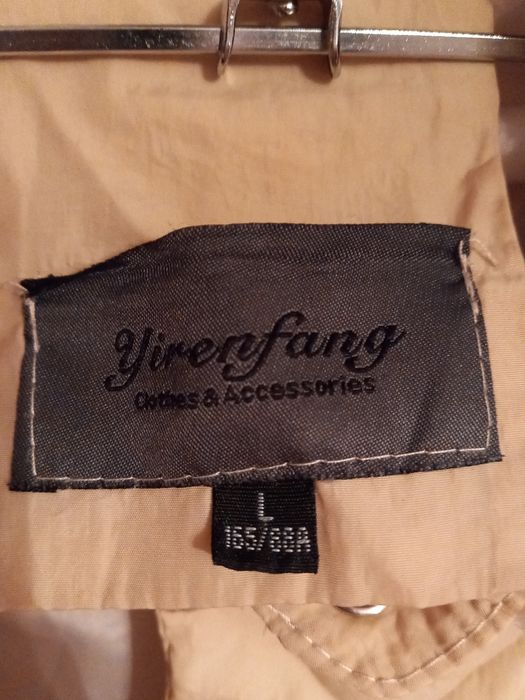 Yirenfang
Clothes & Accessories
L
165/88A